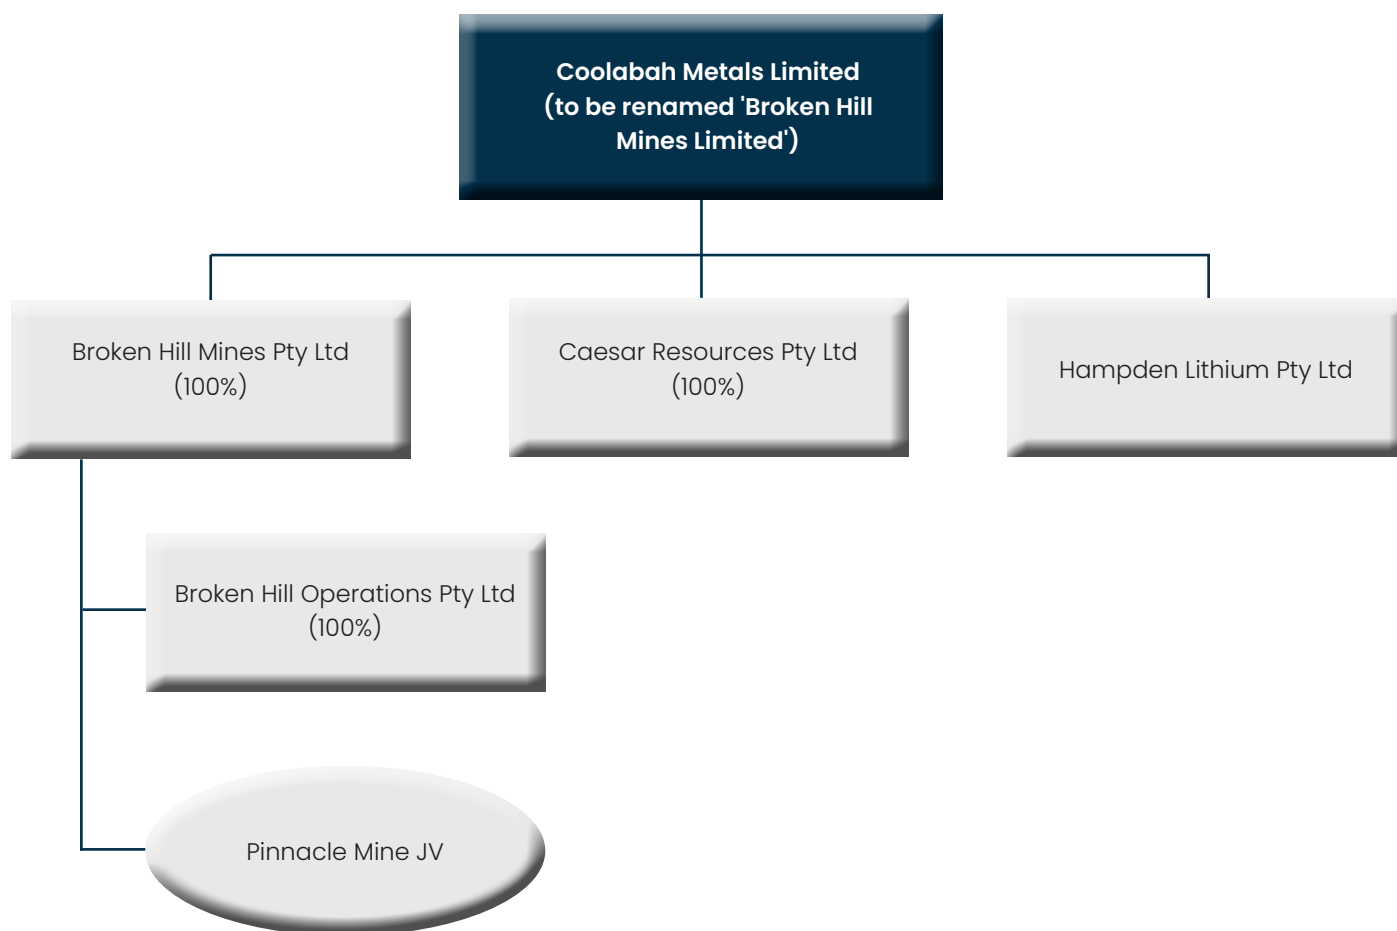 Coolabah Metals Limited
(to be renamed 'Broken Hill
Mines Limited')
Broken Hill Mines Pty Ltd
(100%)
Caesar Resources Pty Ltd
(100%)
Hampden Lithium Pty Ltd
Broken Hill Operations Pty Ltd
(100%)
Pinnacle Mine JV